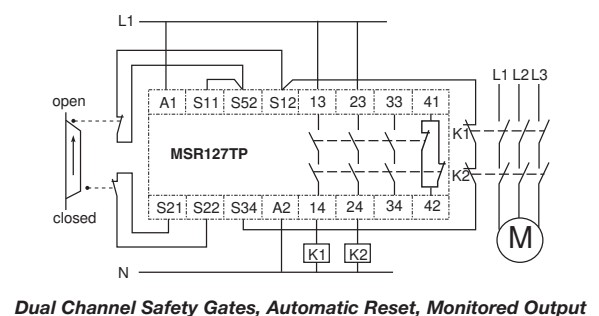 L1
A1 S11 S52 S12 13 23 33 41
L1 L2 L3
open
K1
MSR127TP
K2
closed
S21 S22 S34 A2 14 24 34 42
M
K1 K2
N
Dual Channel Safety Gates, Automatic Reset, Monitored Output